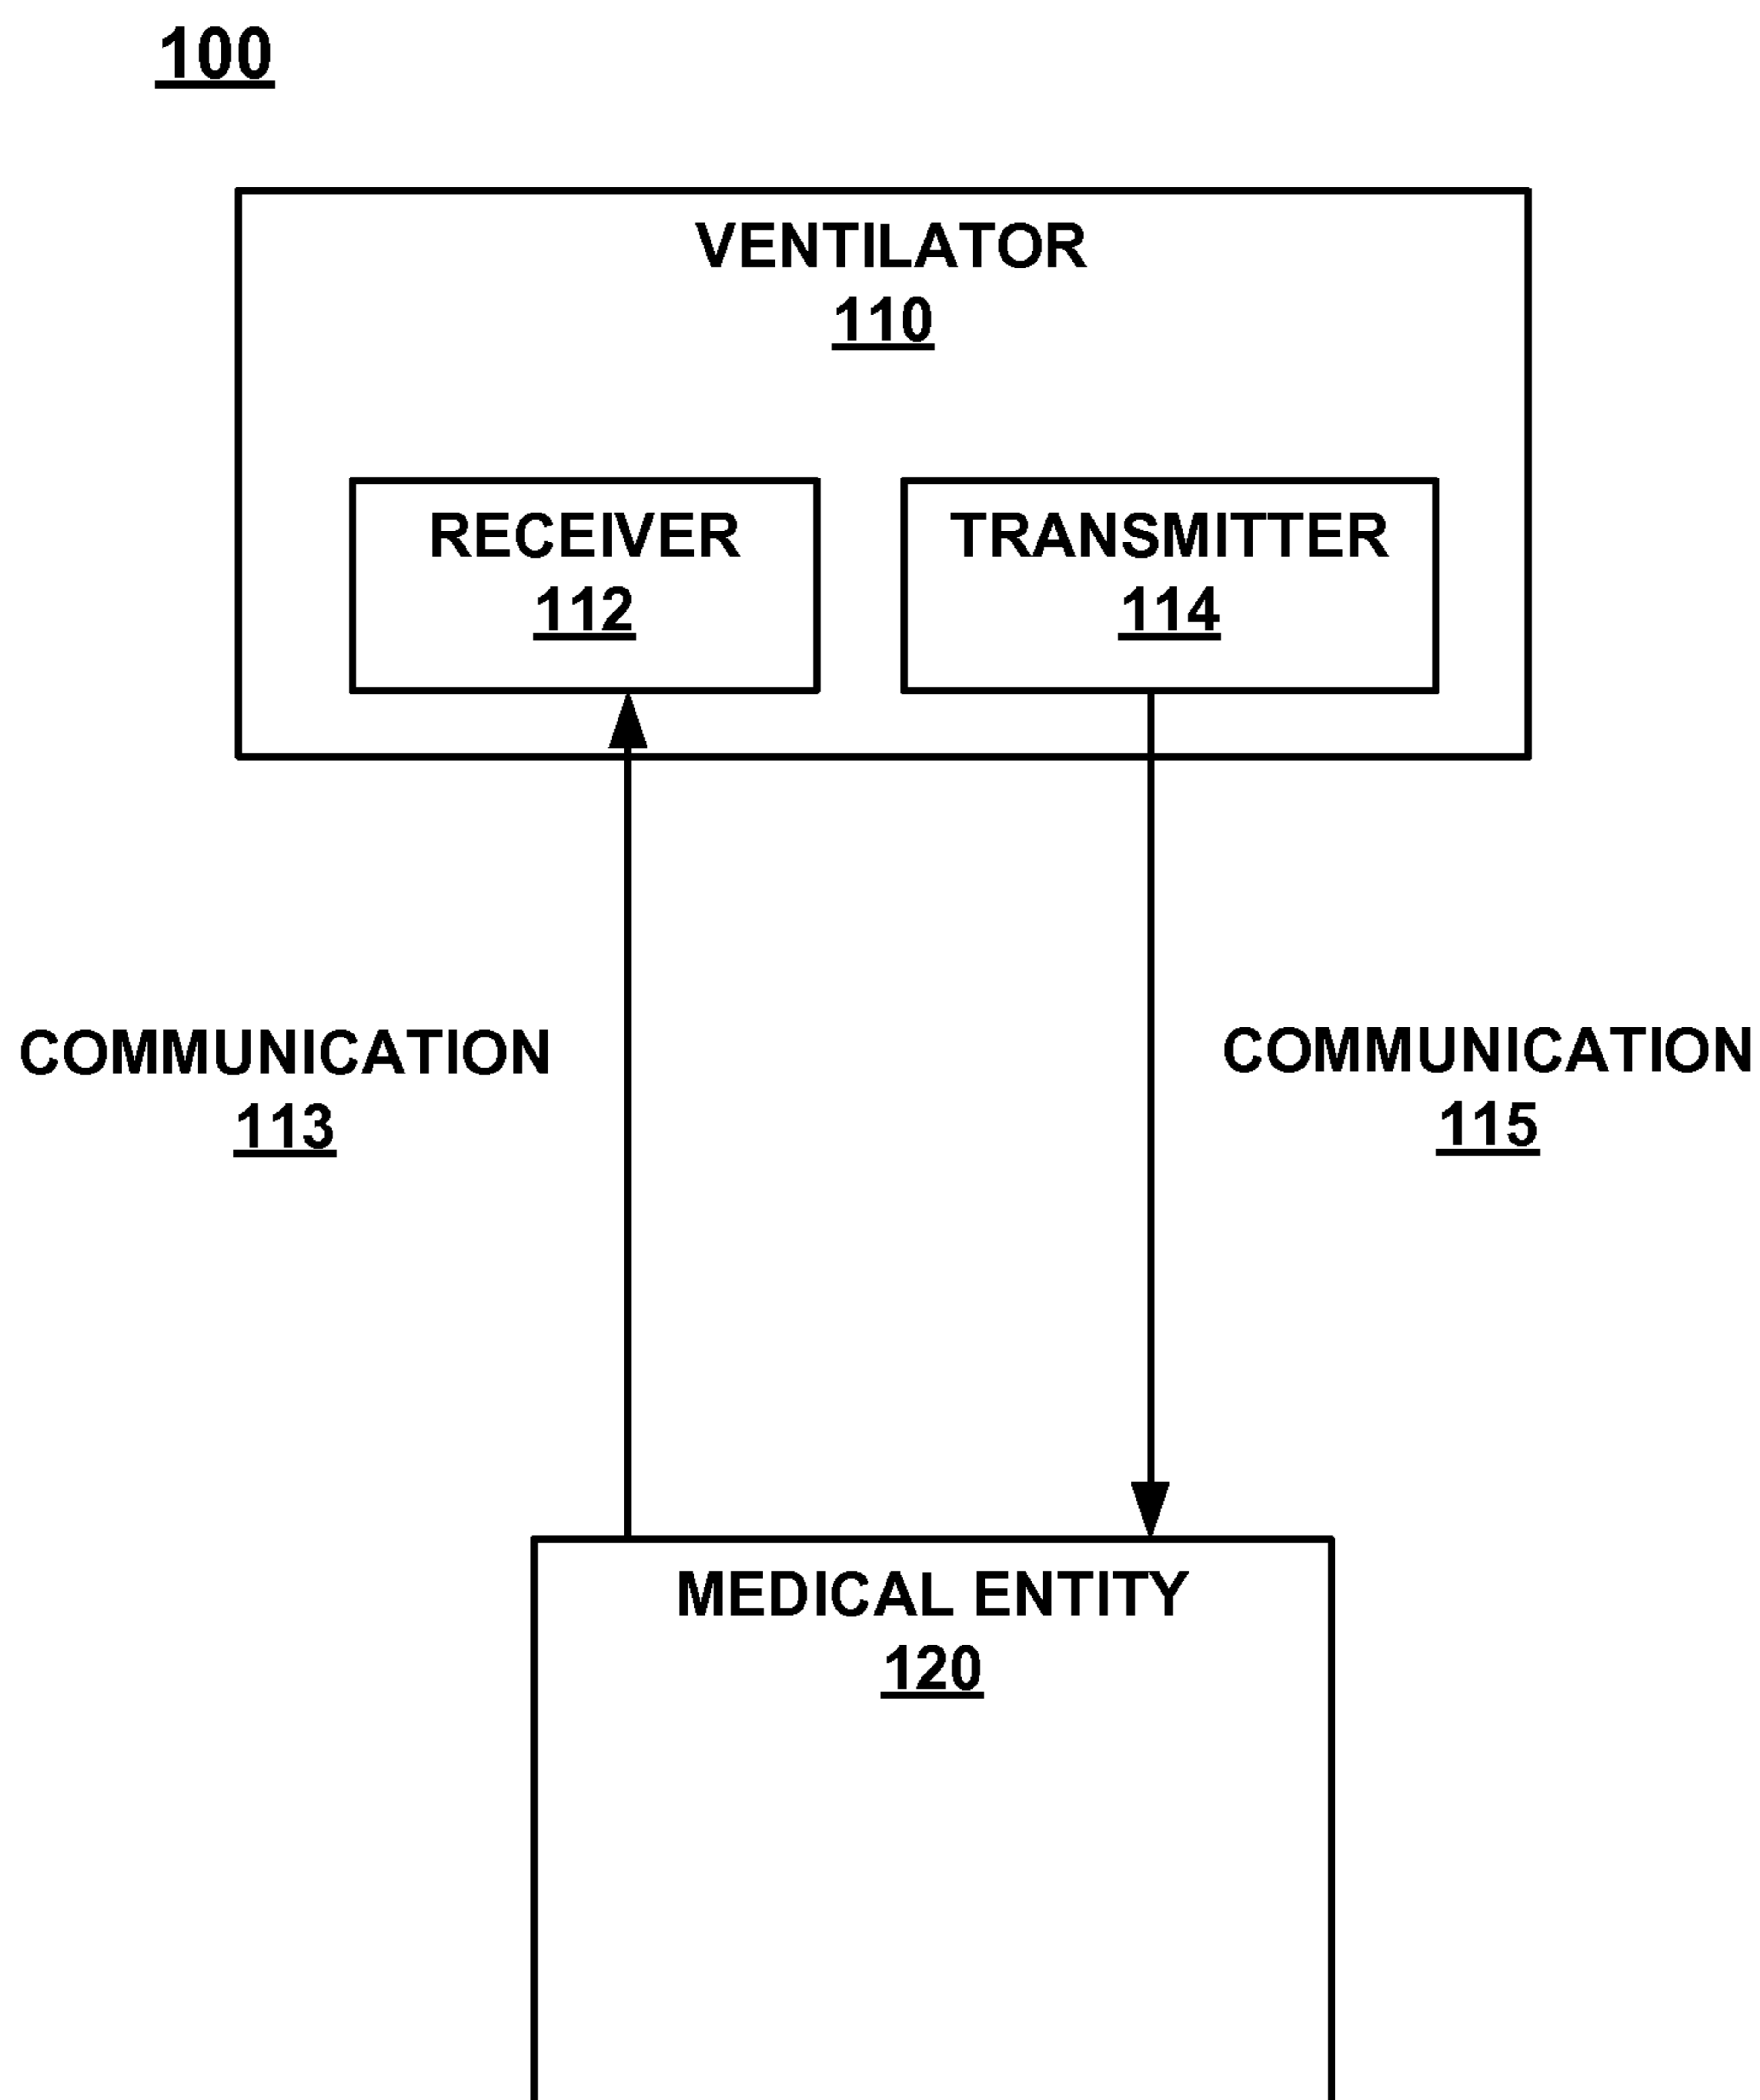 100
VENTILATOR
110
RECEIVER
112
TRANSMITTER
114
COMMUNICATION
113
COMMUNICATION
115
MEDICAL ENTITY
120